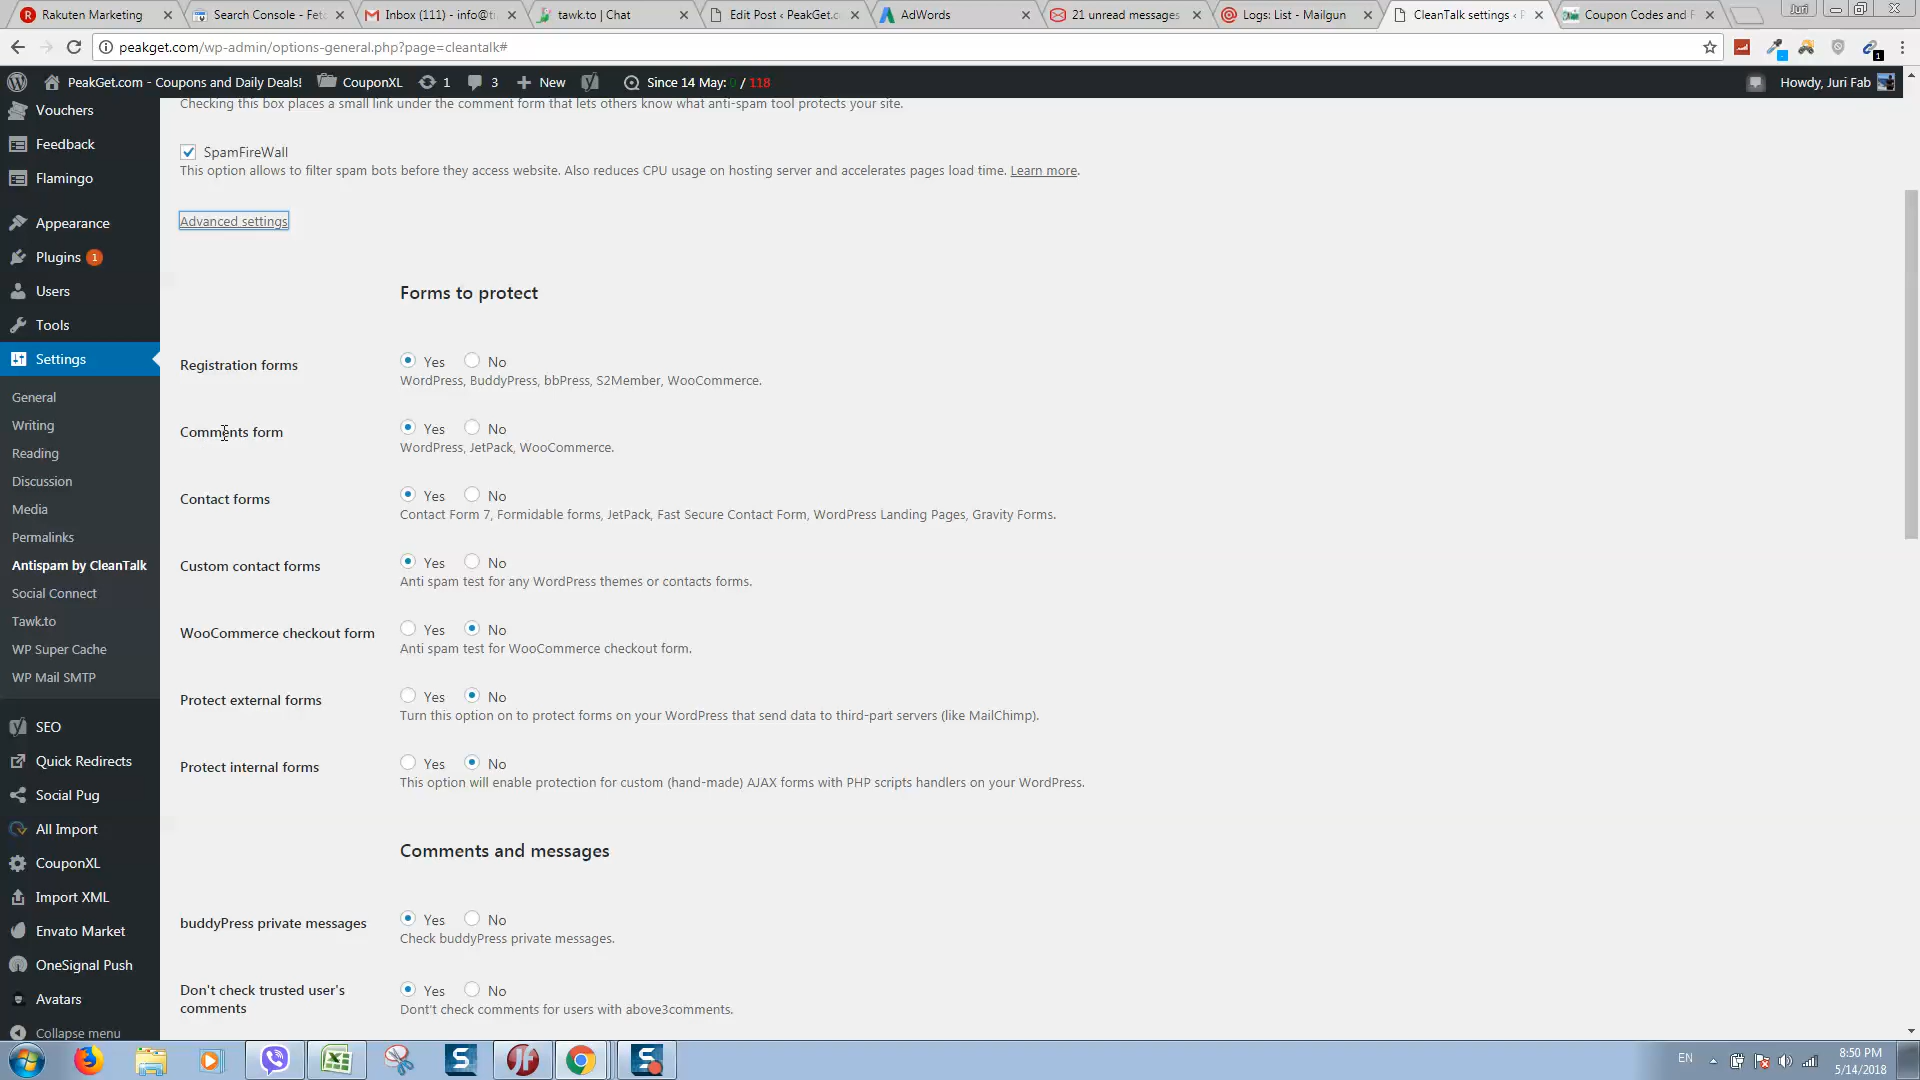 Rakuten Marketing
Search Console - Fetc
Inbox (111) - info@tr
tawk.to | Chat
Edit Post ‹ PeakGet.c
AdWords
21 unread messages
Logs: List - Mailgun
CleanTalk settings ‹ P
Coupon Codes and F
Juri
peakget.com/wp-admin/options-general.php?page=cleantalk#
1
PeakGet.com - Coupons and Daily Deals!
CouponXL
1
3
New
Since 14 May: 0 / 118
Howdy, Juri Fab
Vouchers
Feedback
Flamingo
Appearance
Plugins 1
Users
Tools
Settings
General
Writing
Reading
Discussion
Media
Permalinks
Antispam by CleanTalk
Social Connect
Tawk.to
WP Super Cache
WP Mail SMTP
SEO
Quick Redirects
Social Pug
All Import
CouponXL
Import XML
Envato Market
OneSignal Push
Avatars
Collapse menu
Checking this box places a small link under the comment form that lets others know what anti-spam tool protects your site.
SpamFireWall
This option allows to filter spam bots before they access website. Also reduces CPU usage on hosting server and accelerates pages load time. Learn more.
Advanced settings
Forms to protect
Registration forms
Yes No
WordPress, BuddyPress, bbPress, S2Member, WooCommerce.
Comments form
Yes No
WordPress, JetPack, WooCommerce.
Contact forms
Yes No
Contact Form 7, Formidable forms, JetPack, Fast Secure Contact Form, WordPress Landing Pages, Gravity Forms.
Custom contact forms
Yes No
Anti spam test for any WordPress themes or contacts forms.
WooCommerce checkout form
Yes No
Anti spam test for WooCommerce checkout form.
Protect external forms
Yes No
Turn this option on to protect forms on your WordPress that send data to third-part servers (like MailChimp).
Protect internal forms
Yes No
This option will enable protection for custom (hand-made) AJAX forms with PHP scripts handlers on your WordPress.
Comments and messages
buddyPress private messages
Yes No
Check buddyPress private messages.
Don't check trusted user's
comments
Yes No
Dont't check comments for users with above3comments.
EN
8:50 PM
5/14/2018